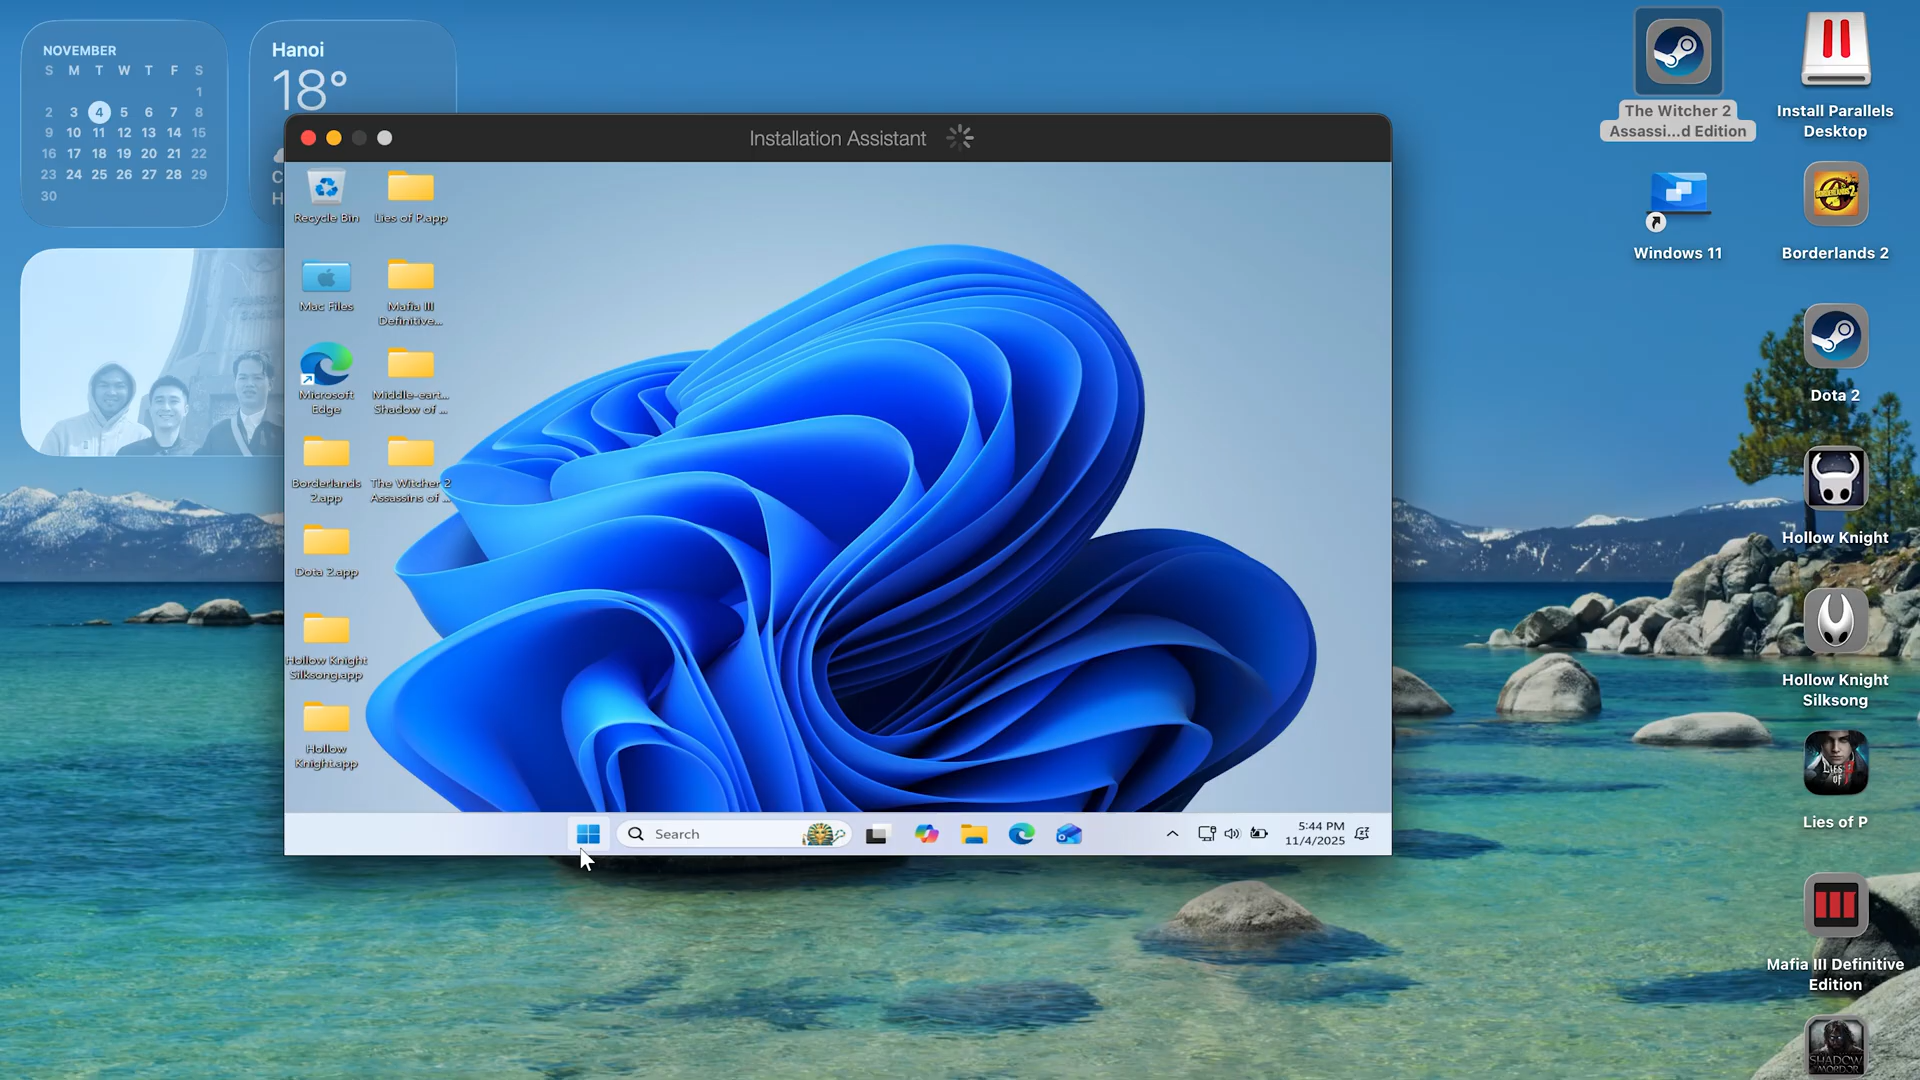 NOVEMBER
S M T W T F S
1
2 3 4 5 6 7 8
9 10 11 12 13 14 15
16 17 18 19 20 21 22
23 24 25 26 27 28 29
30
Hanoi
18°
C
H
Installation Assistant
Recycle Bin
Lies of P.app
Mac Files
Mafia III
Definitive...
Microsoft
Edge
Middle-eart...
Shadow of ...
Borderlands
2.app
The Witcher 2
Assassins of ...
Dota 2.app
Hollow Knight
Silksong.app
Hollow
Knight.app
Search
5:44 PM
11/4/2025
The Witcher 2
Assassi...d Edition
Install Parallels
Desktop
Windows 11
Borderlands 2
Dota 2
Hollow Knight
Hollow Knight
Silksong
LIES
OF
Lies of P
Mafia III Definitive
Edition
SHADOW
MORDOR